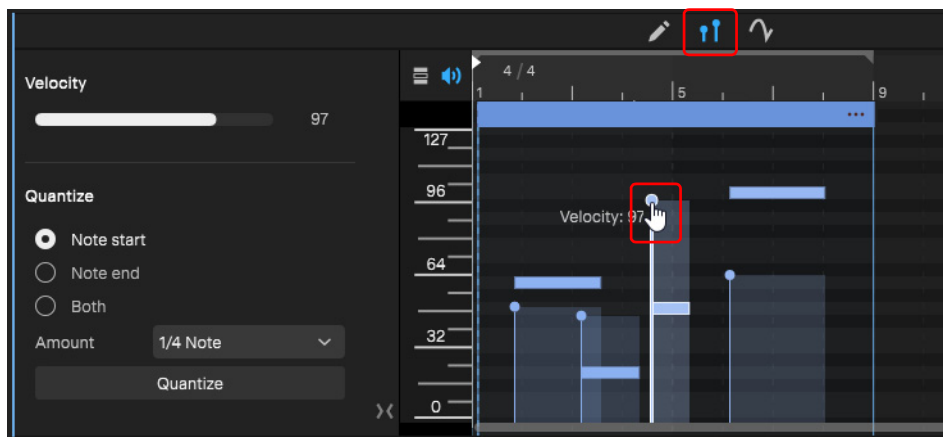 Velocity
97
Quantize
Note start
Note end
Both
Amount 1/4 Note
Quantize
4/4
1 5 9
127
96
Velocity: 97
64
32
0